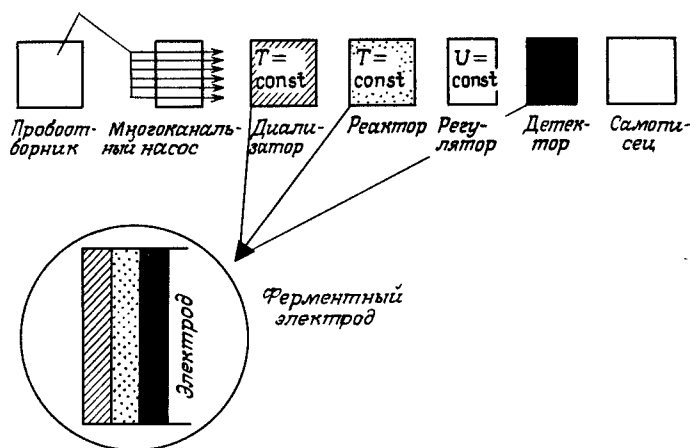 T=
const
T=
const
U=
const
Пробоот-
борник
Многоканаль-
ный насос
Диали-
затор
Реактор
Регу-
лятор
Детек-
тор
Самопи-
сец
Электрод
Ферментный
электрод